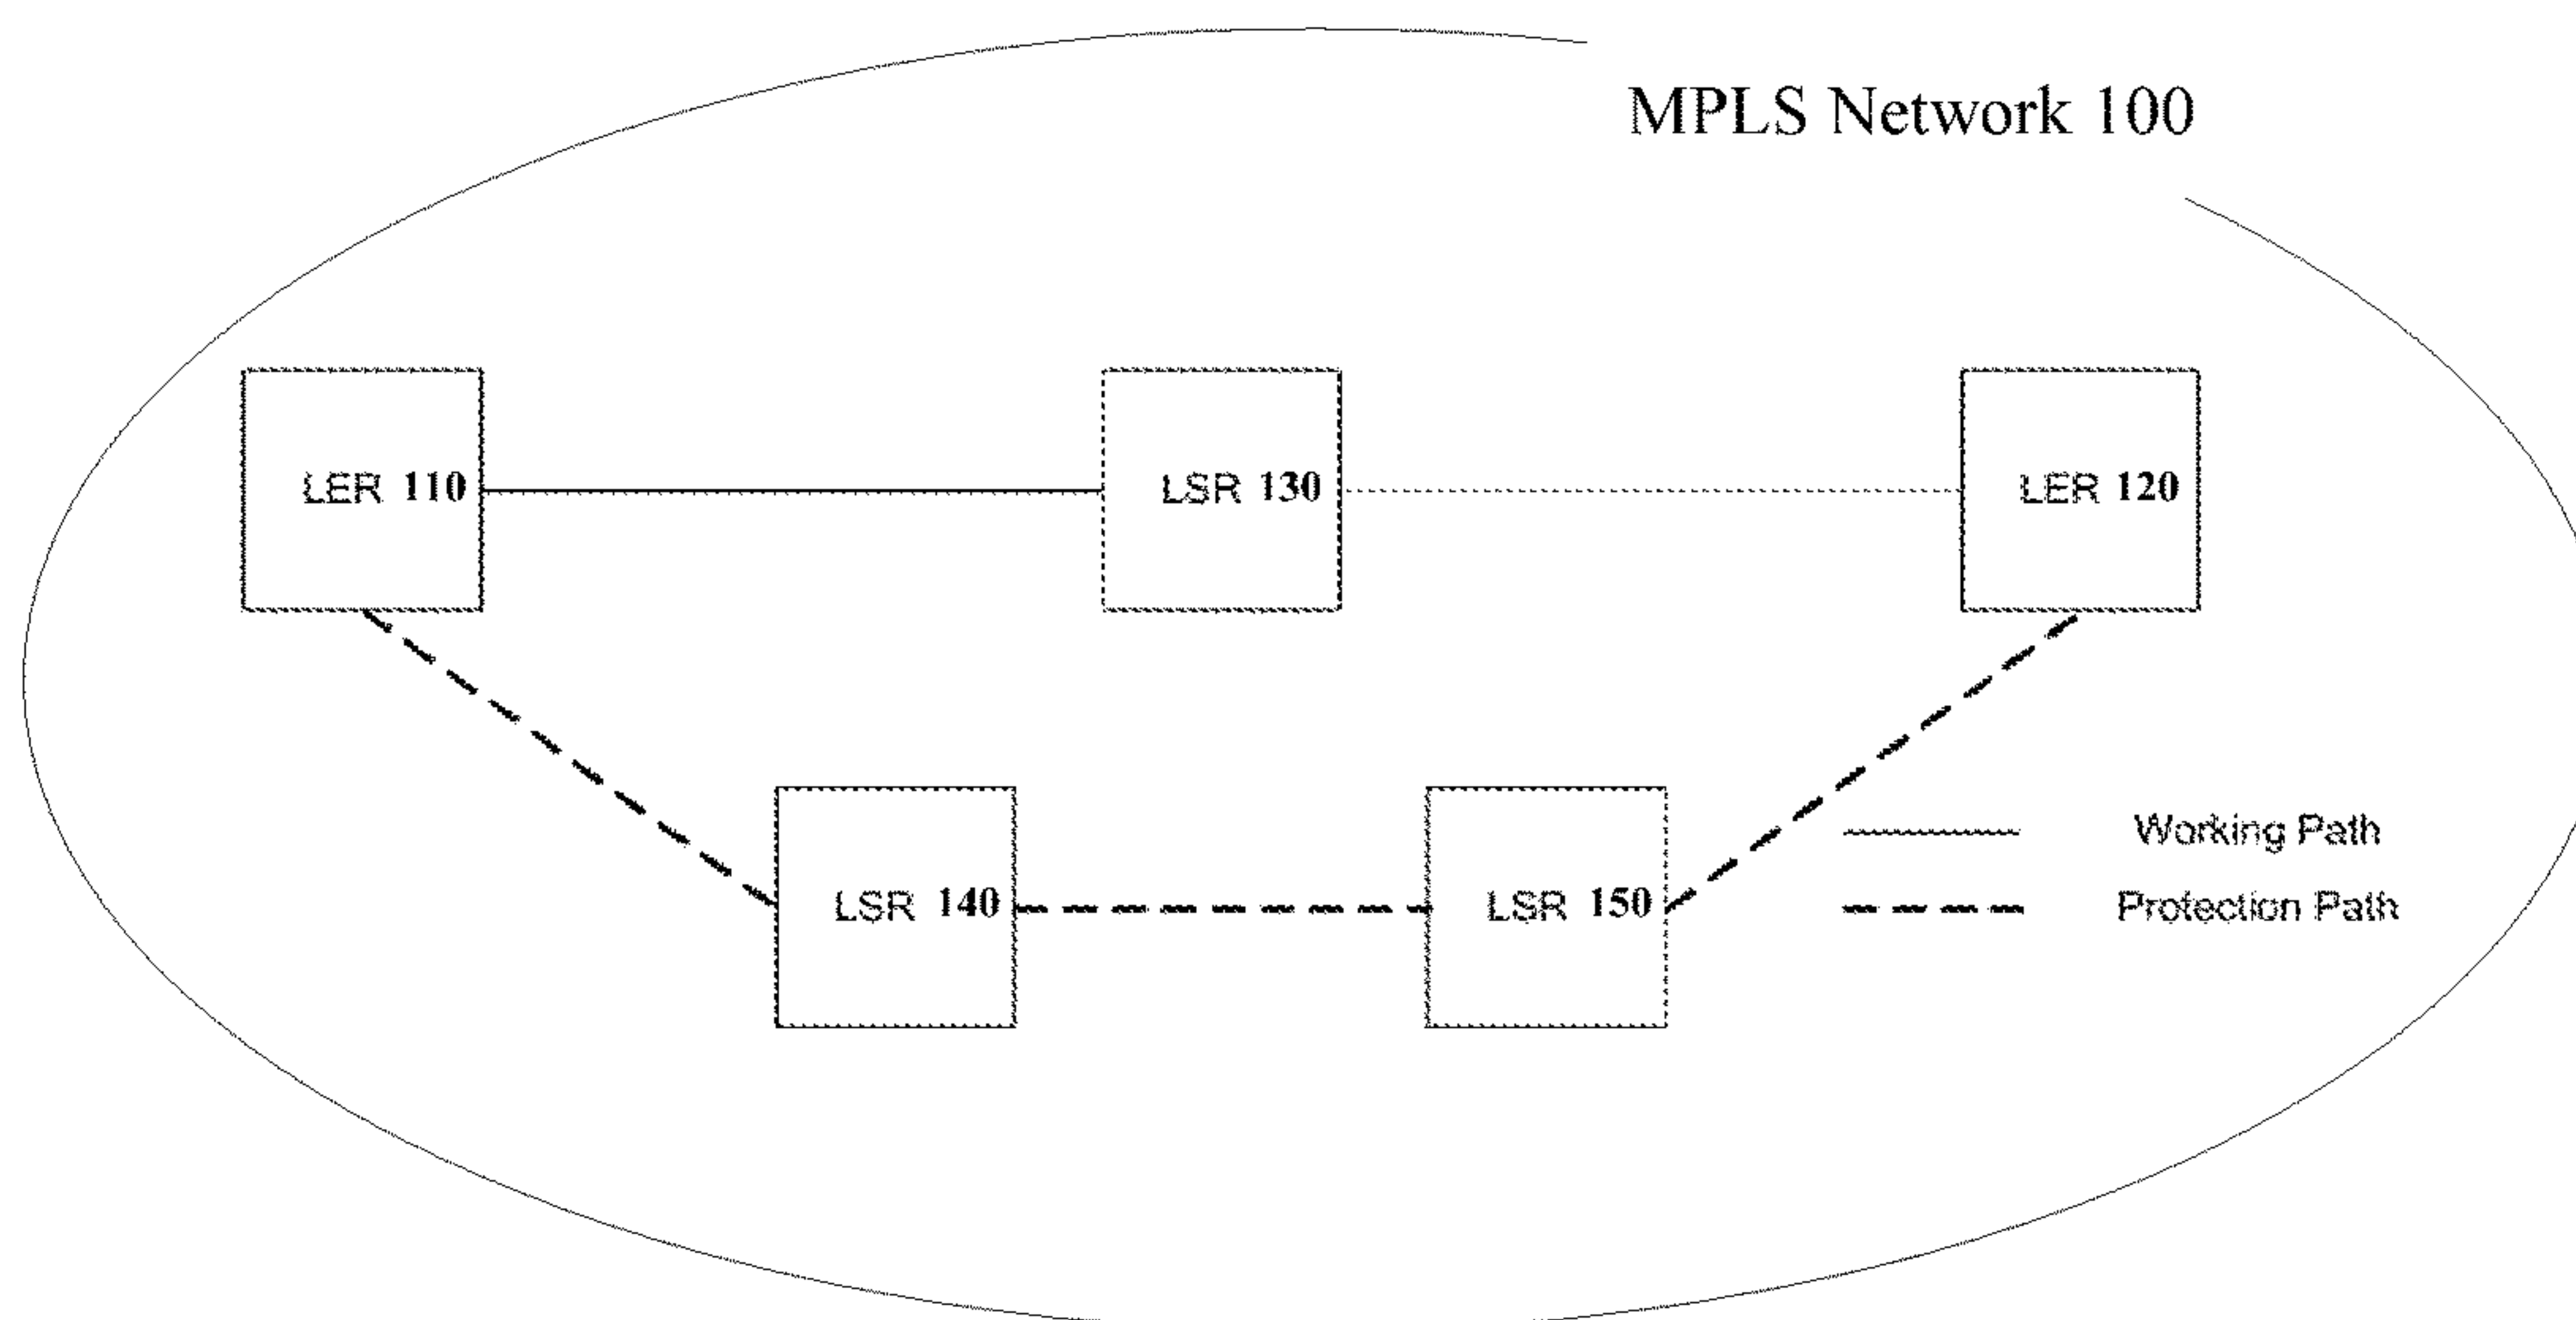 MPLS Network 100
LER 110
LSR 130
LER 120
LSR 140
LSR 150
Working Path
Protection Path